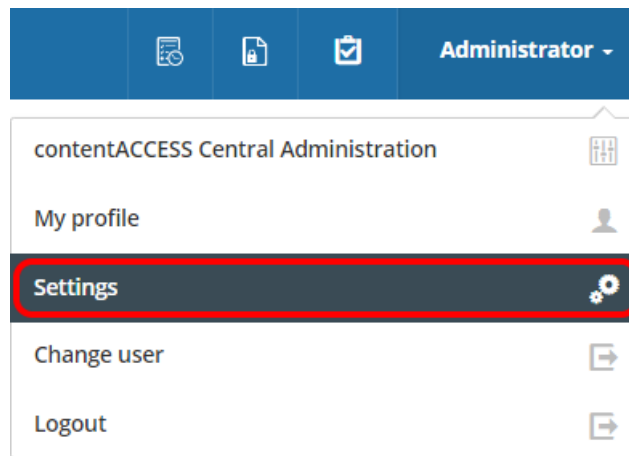 Administrator
contentACCESS Central Administration
My profile
Settings
Change user
Logout